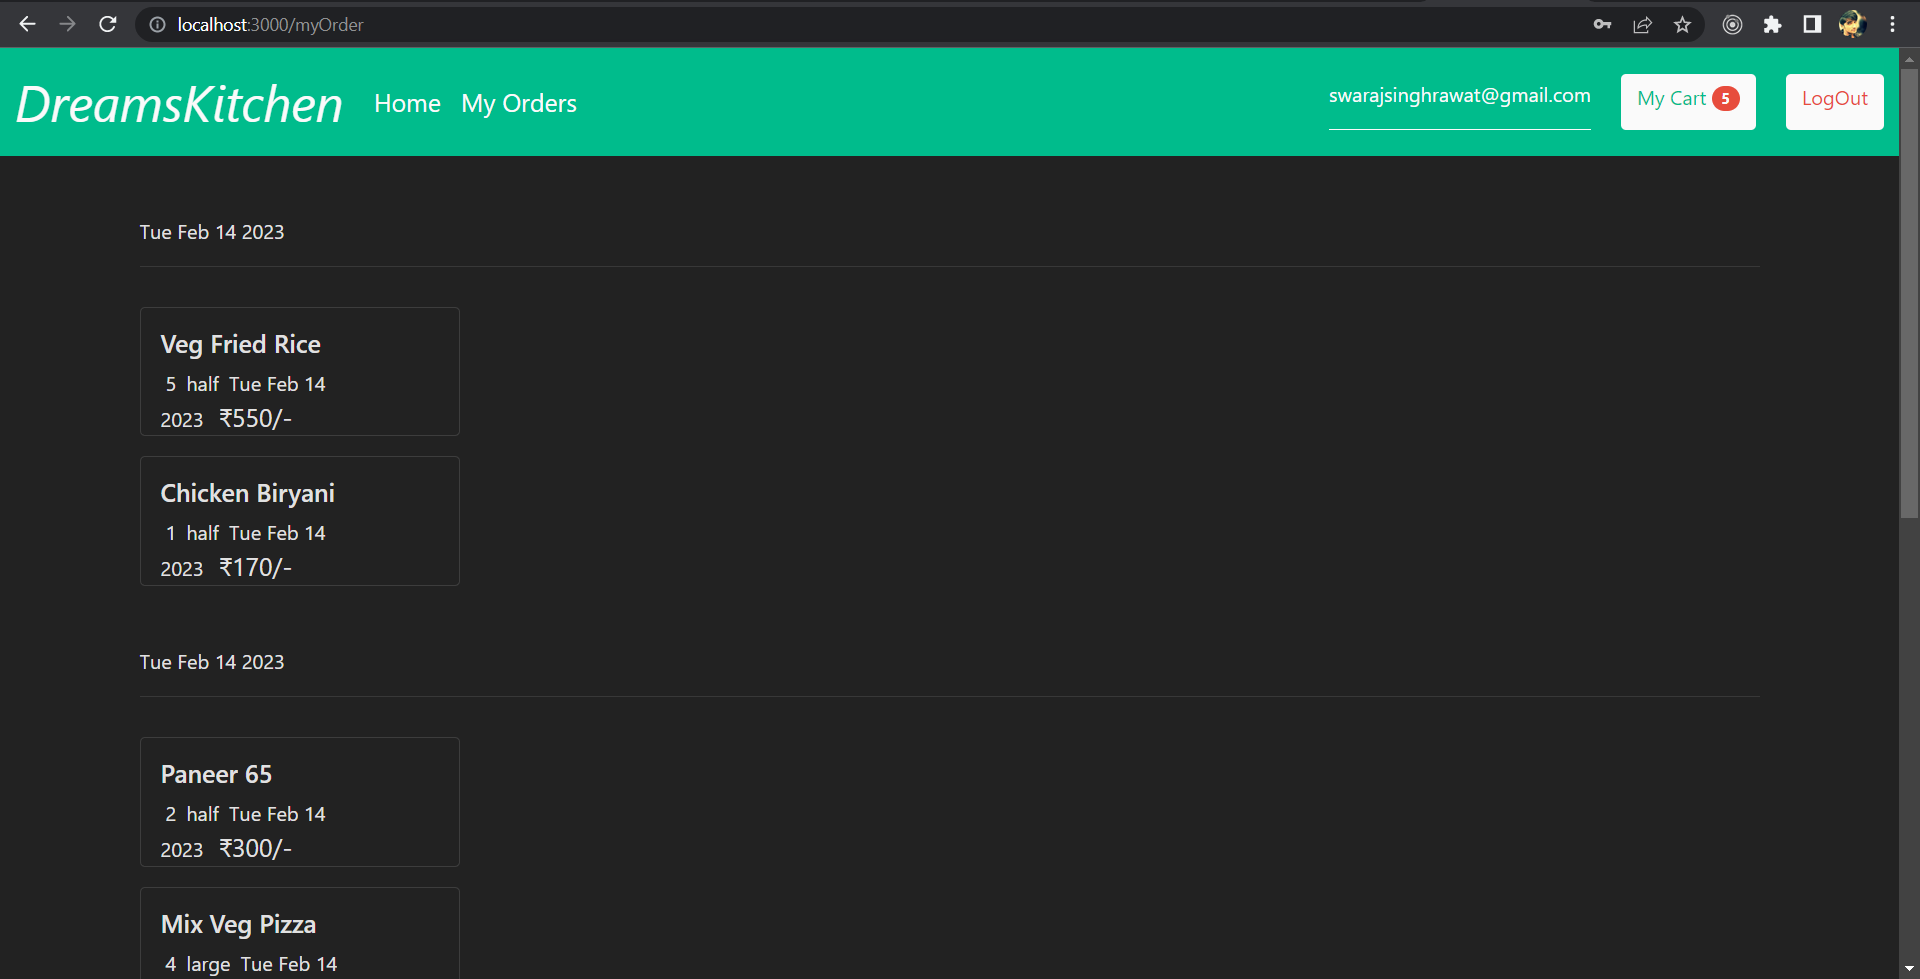 localhost:3000/myOrder
DreamsKitchen Home My Orders swarajsinghrawat@gmail.com My Cart 5 LogOut
Tue Feb 14 2023
Veg Fried Rice
5 half Tue Feb 14
2023 ₹550/-
Chicken Biryani
1 half Tue Feb 14
2023 ₹170/-
Tue Feb 14 2023
Paneer 65
2 half Tue Feb 14
2023 ₹300/-
Mix Veg Pizza
4 large Tue Feb 14